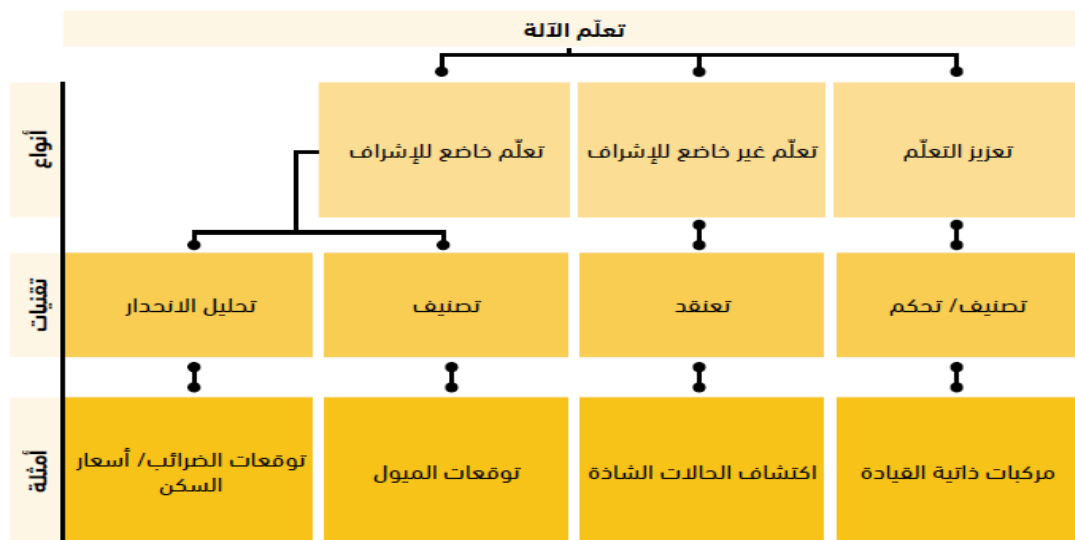 تعلّم الآلة
أنواع
تعزيز التعلّم
تعلّم غير خاضع للإشراف
تعلّم خاضع للإشراف
تقنيات
تصنيف/ تحكم
تعنقد
تصنيف
تحليل الانحدار
أمثلة
مركبات ذاتية القيادة
اكتشاف الحالات الشاذة
توقعات الميول
توقعات الضرائب/ أسعار
السكن